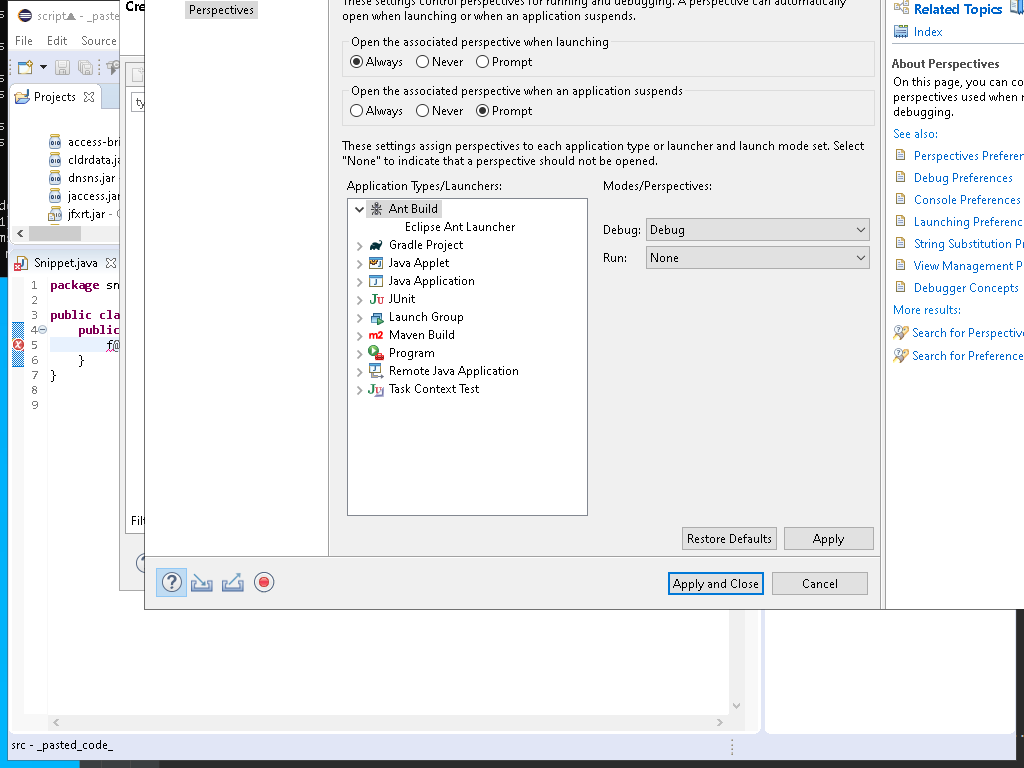 script - _pasted
Cre
Perspectives
These settings control perspectives for running and debugging. A perspective can automatically
open when launching or when an application suspends.
Related Topics
File Edit Source
Index
Open the associated perspective when launching
Always Never Prompt
About Perspectives
On this page, you can co
perspectives used when r
debugging.
Projects
ty
Open the associated perspective when an application suspends
Always Never Prompt
See also:
access-bri
cldrdata.ja
dnsns.jar
jaccess.jar
jfxrt.jar - C
These settings assign perspectives to each application type or launcher and launch mode set. Select
"None" to indicate that a perspective should not be opened.
Perspectives Preferen
Debug Preferences
Console Preferences
Launching Preferenc
String Substitution Pr
View Management P
Debugger Concepts
More results:
Search for Perspective
Search for Preference
Application Types/Launchers:
Modes/Perspectives:
Ant Build
Eclipse Ant Launcher
Gradle Project
Java Applet
Java Application
JUnit
Launch Group
Maven Build
Program
Remote Java Application
Task Context Test
Debug: Debug
Run: None
Snippet.java
1 package sn
2
3 public cla
4 public
5 f@
6 }
7 }
8
9
Filt
Restore Defaults Apply
Apply and Close Cancel
src - _pasted_code_